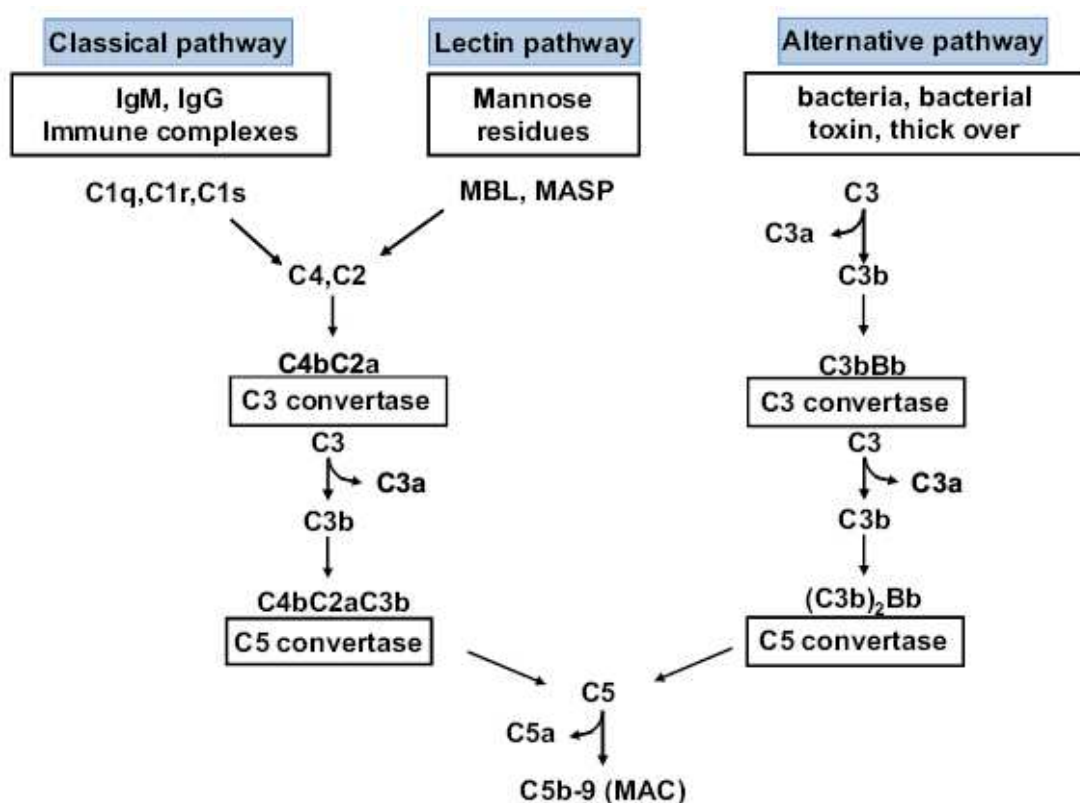 Classical pathway
Lectin pathway
Alternative pathway
IgM, IgG
Immune complexes
Mannose
residues
bacteria, bacterial
toxin, thick over
C1q,C1r,C1s
MBL, MASP
C3
C3a
C3b
C4,C2
C4bC2a
C3 convertase
C3bBb
C3 convertase
C3
C3a
C3b
C3
C3a
C3b
C4bC2aC3b
C5 convertase
(C3b)₂Bb
C5 convertase
C5
C5a
C5b-9 (MAC)